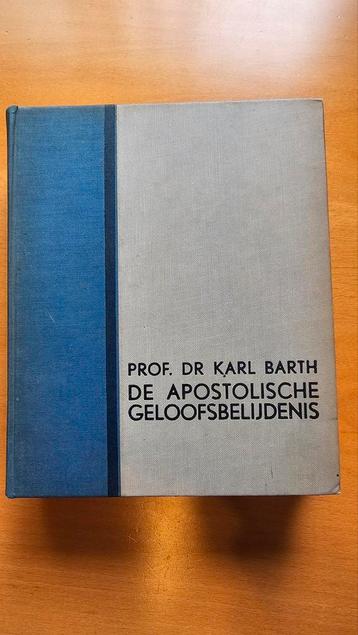 PROF. DR KARL BARTH
DE APOSTOLISCHE
GELOOFSBELIJDENIS